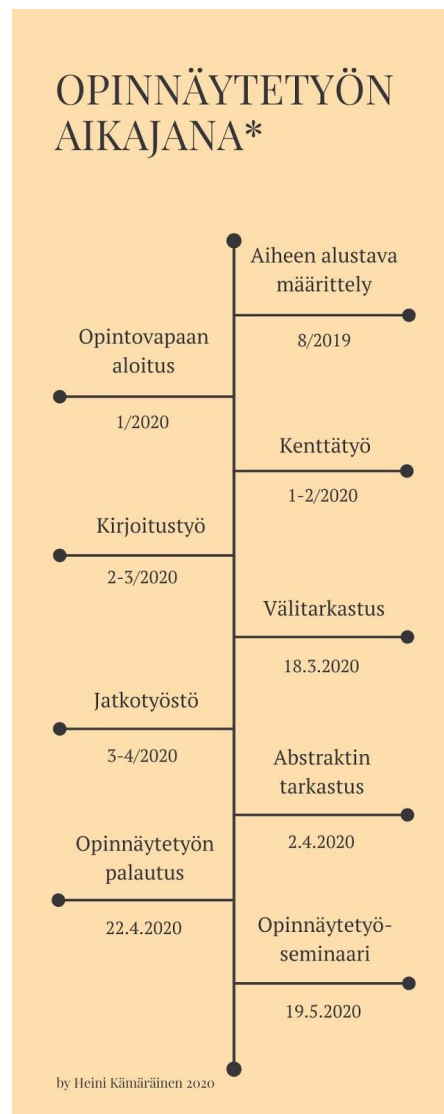 OPINNÄYTETYÖN
AIKAJANA*
Aiheen alustava
määrittely
8/2019
Opintovapaan
aloitus
1/2020
Kenttätyö
1-2/2020
Kirjoitustyö
2-3/2020
Välitarkastus
18.3.2020
Jatkotyöstö
3-4/2020
Abstraktin
tarkastus
2.4.2020
Opinnäytetyön
palautus
22.4.2020
Opinnäytetyö-
seminaari
19.5.2020
by Heini Kämäräinen 2020